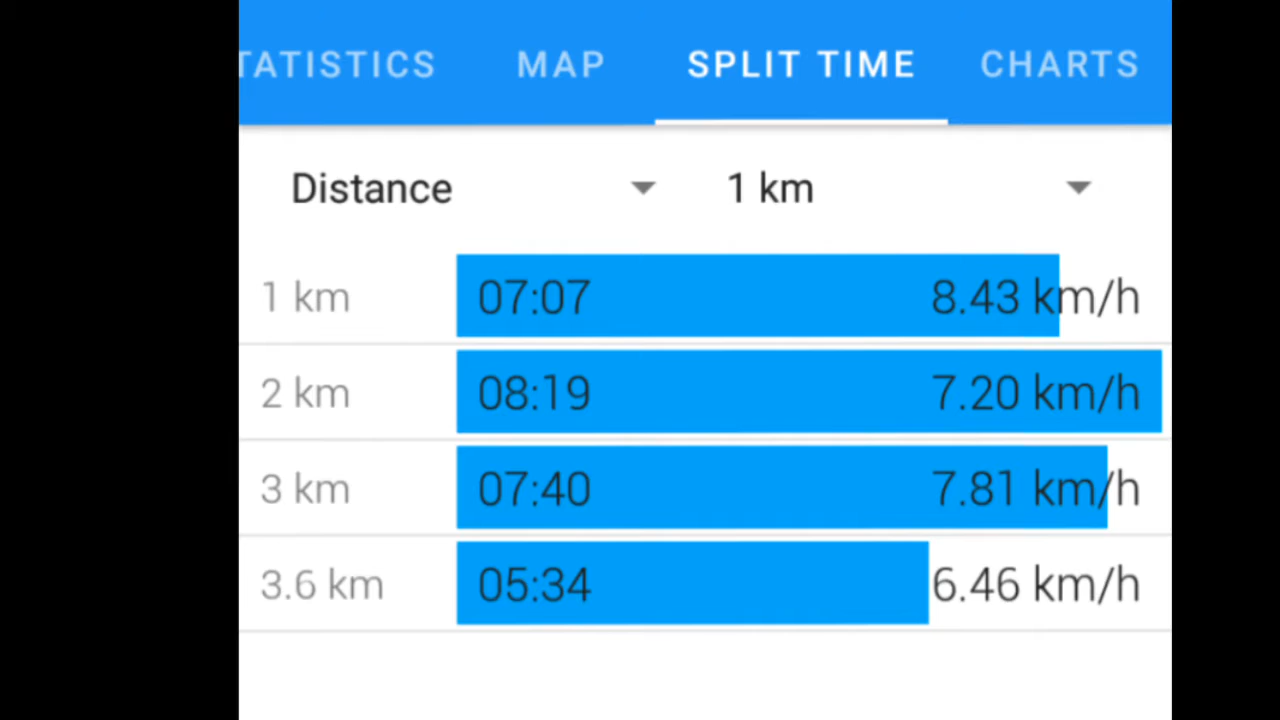 TATISTICS MAP SPLIT TIME CHARTS
Distance 1 km
1 km 07:07 8.43 km/h
2 km 08:19 7.20 km/h
3 km 07:40 7.81 km/h
3.6 km 05:34 6.46 km/h